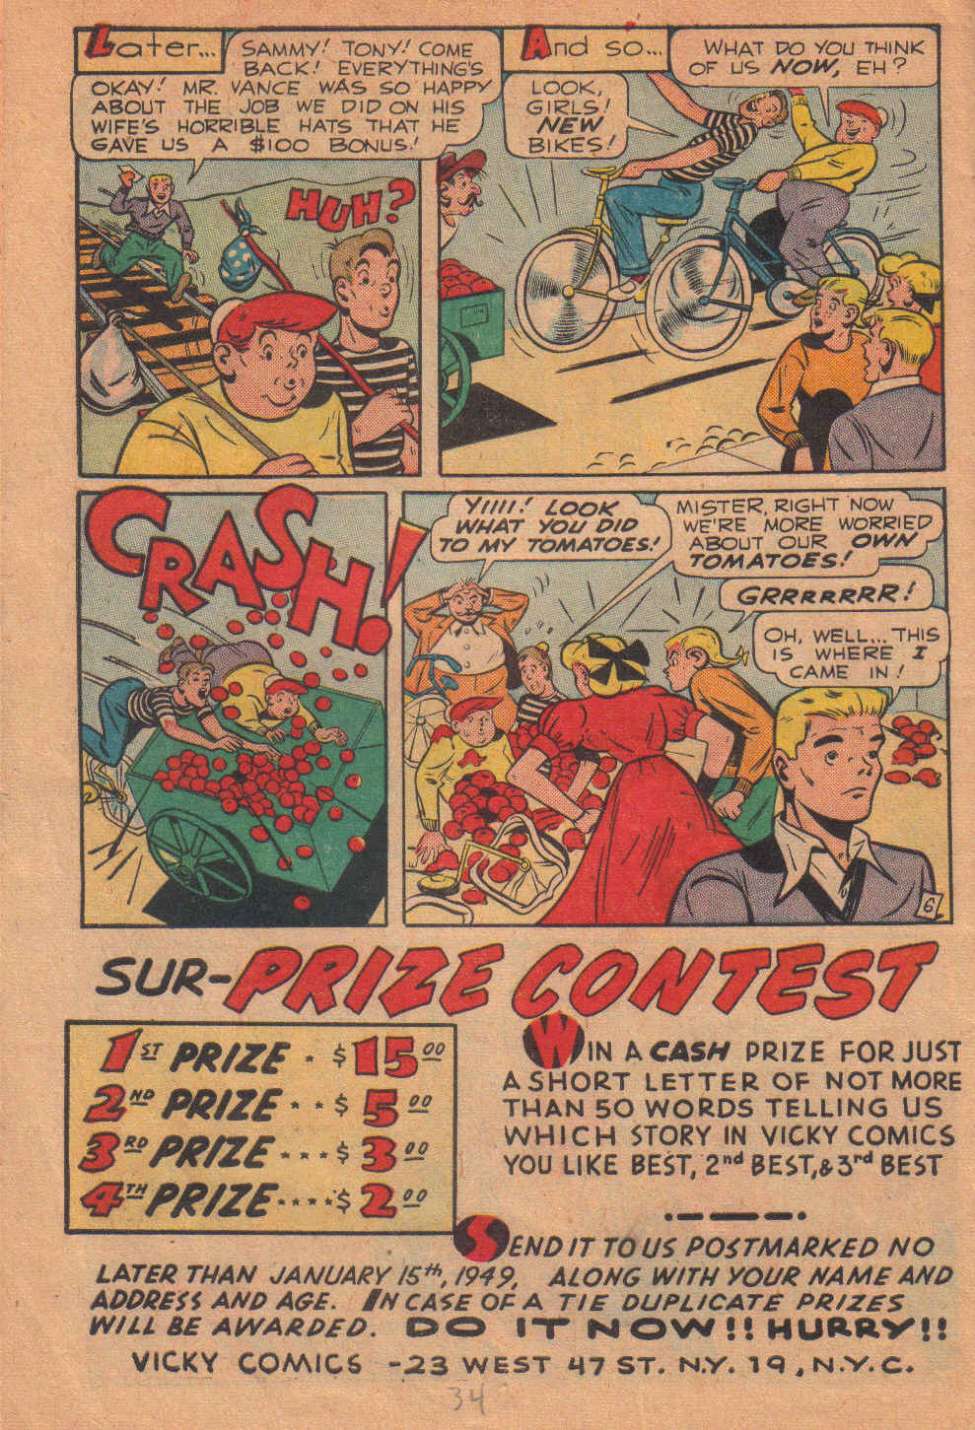 Later...
SAMMY! TONY! COME
BACK! EVERYTHING'S
OKAY! MR. VANCE WAS SO HAPPY
ABOUT THE JOB WE DID ON HIS
WIFE'S HORRIBLE HATS THAT HE
GAVE US A $100 BONUS!
HUH?
And so...
LOOK,
GIRLS!
NEW
BIKES!
WHAT DO YOU THINK
OF US NOW, EH?
CRASH!
YIIII! LOOK
WHAT YOU DID
TO MY TOMATOES!
MISTER, RIGHT NOW
WE'RE MORE WORRIED
ABOUT OUR OWN
TOMATOES!
GRRRRRRR!
OH, WELL... THIS
IS WHERE I
CAME IN!
6
SUR-PRIZE CONTEST
1ST PRIZE · $15.00
2ND PRIZE · · $5.00
3RD PRIZE · · · $3.00
4TH PRIZE · · · · $2.00
WIN A CASH PRIZE FOR JUST
A SHORT LETTER OF NOT MORE
THAN 50 WORDS TELLING US
WHICH STORY IN VICKY COMICS
YOU LIKE BEST, 2nd BEST, & 3rd BEST
SEND IT TO US POSTMARKED NO
LATER THAN JANUARY 15th, 1949, ALONG WITH YOUR NAME AND
ADDRESS AND AGE. IN CASE OF A TIE DUPLICATE PRIZES
WILL BE AWARDED. DO IT NOW!! HURRY!!
VICKY COMICS -23 WEST 47 ST. N.Y. 19, N.Y.C.
34